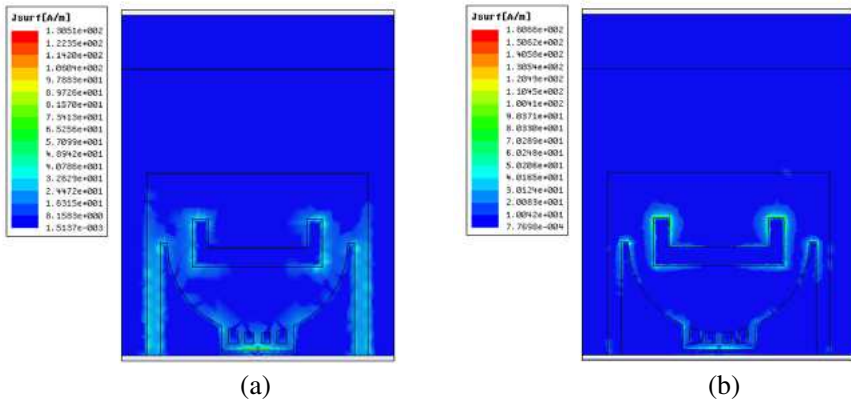 Jsurf[A/m]
1.3051e+002
1.2235e+002
1.1420e+002
1.0604e+002
9.7883e+001
8.9726e+001
8.1570e+001
7.3413e+001
6.5256e+001
5.7099e+001
4.8942e+001
4.0786e+001
3.2629e+001
2.4472e+001
1.6315e+001
8.1583e+000
1.5137e-003
(a)
Jsurf[A/m]
1.6066e+002
1.5062e+002
1.4058e+002
1.3054e+002
1.2049e+002
1.1045e+002
1.0041e+002
9.0371e+001
8.0330e+001
7.0289e+001
6.0248e+001
5.0206e+001
4.0165e+001
3.0124e+001
2.0083e+001
1.0042e+001
7.7698e-004
(b)